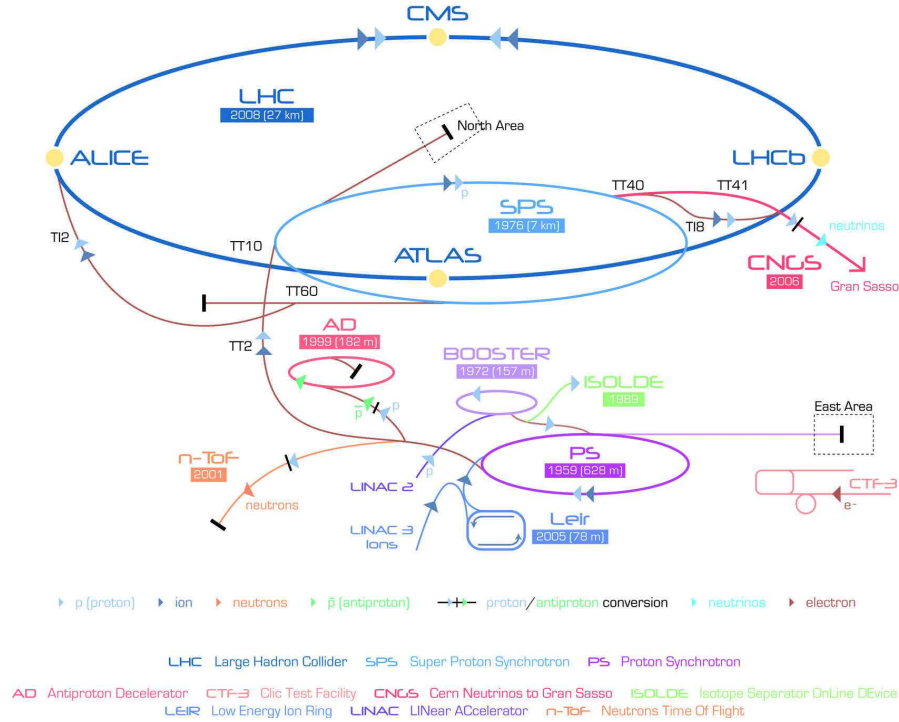 CMS
LHC
2008 (27 km)
North Area
ALICE
LHCb
TT40
TT41
p
SPS
1976 (7 km)
TI8
neutrinos
TI2
TT10
ATLAS
CNGS
2006
Gran Sasso
TT60
AD
1999 (182 m)
TT2
BOOSTER
1972 (157 m)
ISOLDE
1989
p̄
p
East Area
n-ToF
2001
PS
1959 (628 m)
p
LINAC 2
neutrons
CTF-3
e-
LINAC 3
Ions
Leir
2005 (78 m)
p (proton) ion neutrons p̄ (antiproton) proton/antiproton conversion neutrinos electron
LHC Large Hadron Collider SPS Super Proton Synchrotron PS Proton Synchrotron
AD Antiproton Decelerator CTF-3 Clic Test Facility CNGS Cern Neutrinos to Gran Sasso ISOLDE Isotope Separator OnLine DEvice
LEIR Low Energy Ion Ring LINAC LINear ACcelerator n-ToF Neutrons Time Of Flight